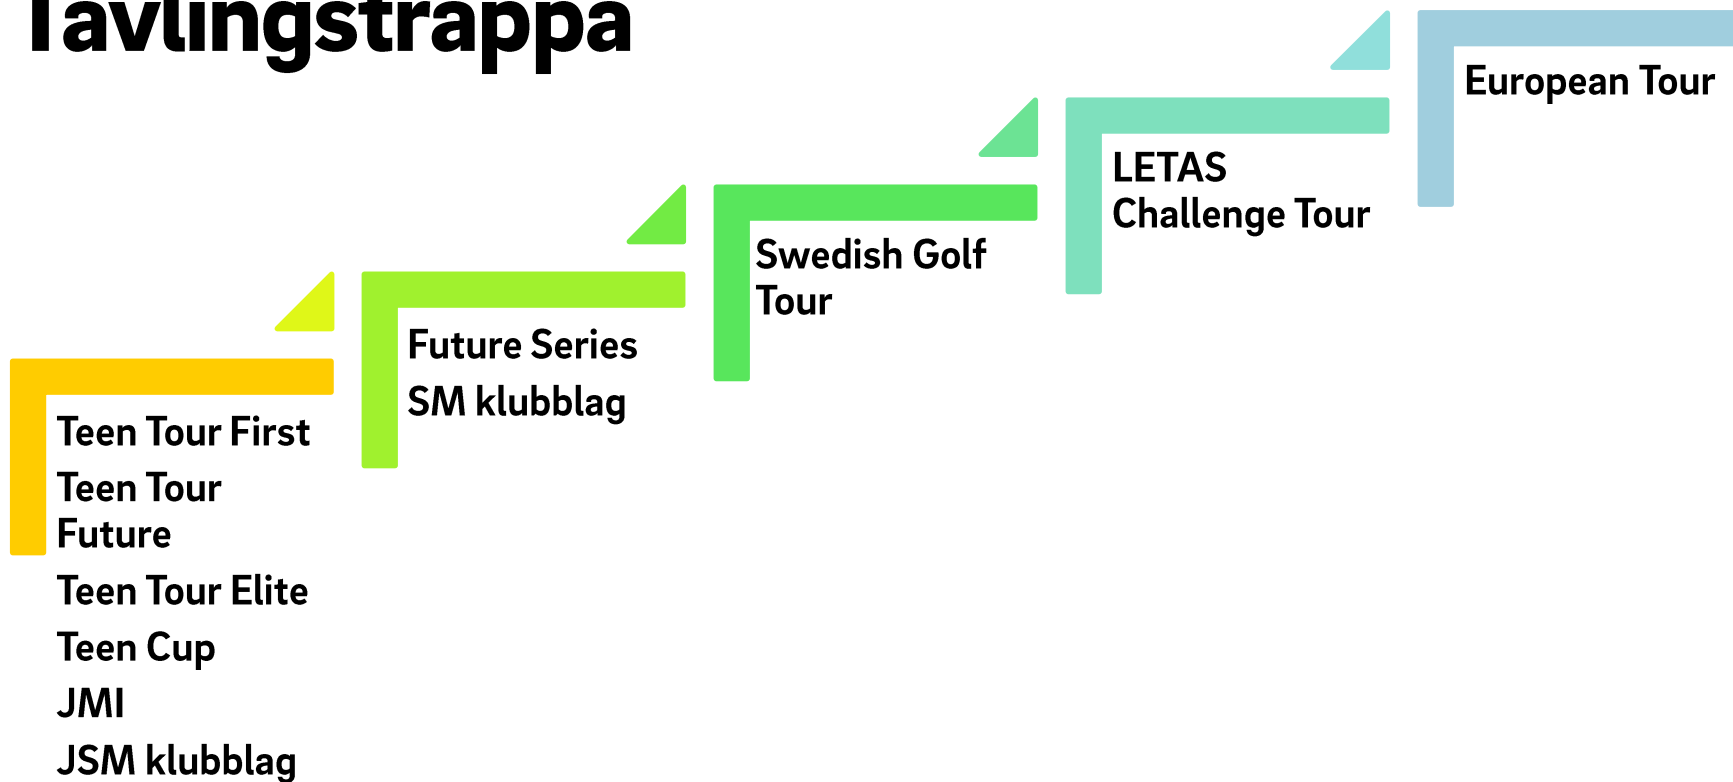 Tävlingstrappa
European Tour
LETAS
Challenge Tour
Swedish Golf
Tour
Future Series
SM klubblag
Teen Tour First
Teen Tour
Future
Teen Tour Elite
Teen Cup
JMI
JSM klubblag